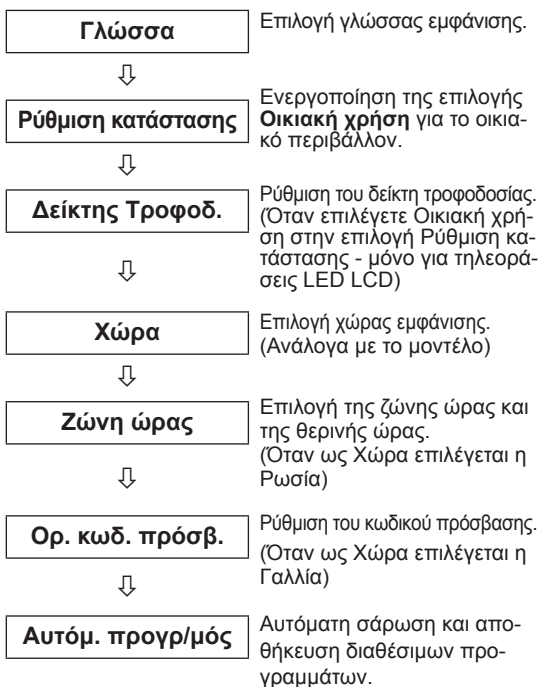 Γλώσσα
Επιλογή γλώσσας εμφάνισης.
Ρύθμιση κατάστασης
Ενεργοποίηση της επιλογής
Οικιακή χρήση για το οικια-
κό περιβάλλον.
Δείκτης Τροφοδ.
Ρύθμιση του δείκτη τροφοδοσίας.
(Όταν επιλέγετε Οικιακή χρή-
ση στην επιλογή Ρύθμιση κα-
τάστασης - μόνο για τηλεορά-
σεις LED LCD)
Χώρα
Επιλογή χώρας εμφάνισης.
(Ανάλογα με το μοντέλο)
Ζώνη ώρας
Επιλογή της ζώνης ώρας και
της θερινής ώρας.
(Όταν ως Χώρα επιλέγεται η
Ρωσία)
Ορ. κωδ. πρόσβ.
Ρύθμιση του κωδικού πρόσβασης.
(Όταν ως Χώρα επιλέγεται η
Γαλλία)
Αυτόμ. προγρ/μός
Αυτόματη σάρωση και απο-
θήκευση διαθέσιμων προ-
γραμμάτων.